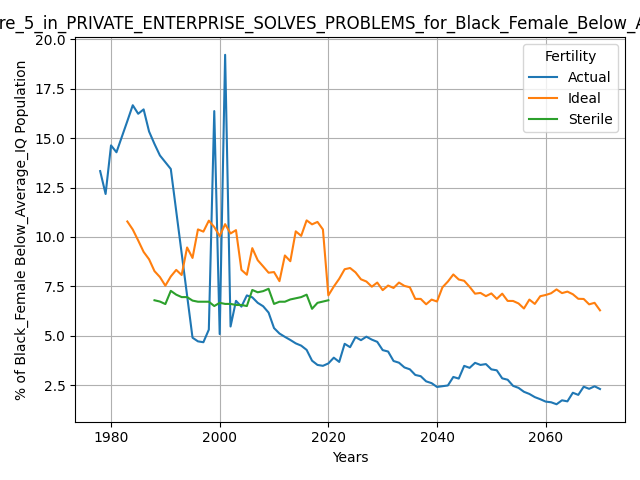 re_5_in_PRIVATE_ENTERPRISE_SOLVES_PROBLEMS_for_Black_Female_Below_A
% of Black_Female Below_Average_IQ Population
20.0
17.5
15.0
12.5
10.0
7.5
5.0
2.5
Fertility
Actual
Ideal
Sterile
1980
2000
2020
2040
2060
Years